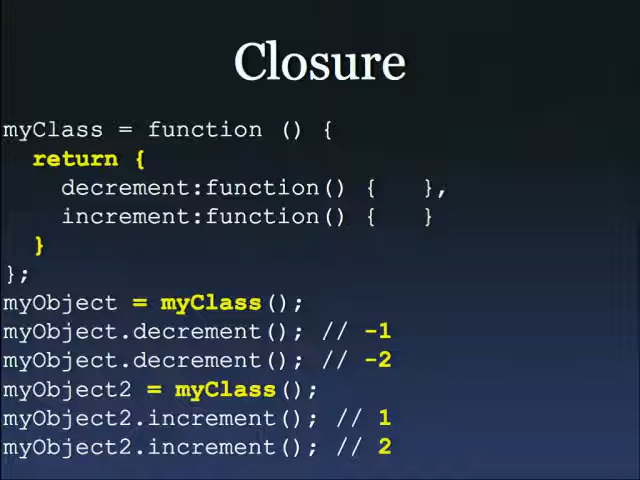 Closure
myClass = function () {
  return {
    decrement:function() {   },
    increment:function() {   }
  }
};
myObject = myClass();
myObject.decrement(); // -1
myObject.decrement(); // -2
myObject2 = myClass();
myObject2.increment(); // 1
myObject2.increment(); // 2